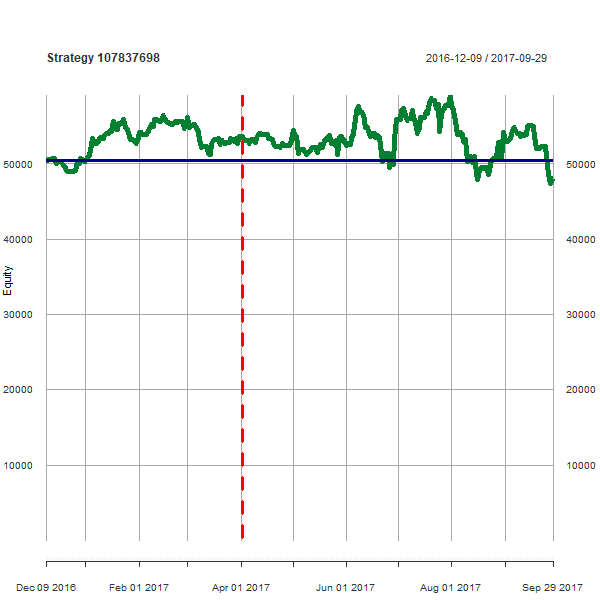 Strategy 107837698
2016-12-09 / 2017-09-29
50000
50000
40000
40000
Equity
30000
30000
20000
20000
10000
10000
Dec 09 2016
Feb 01 2017
Apr 01 2017
Jun 01 2017
Aug 01 2017
Sep 29 2017